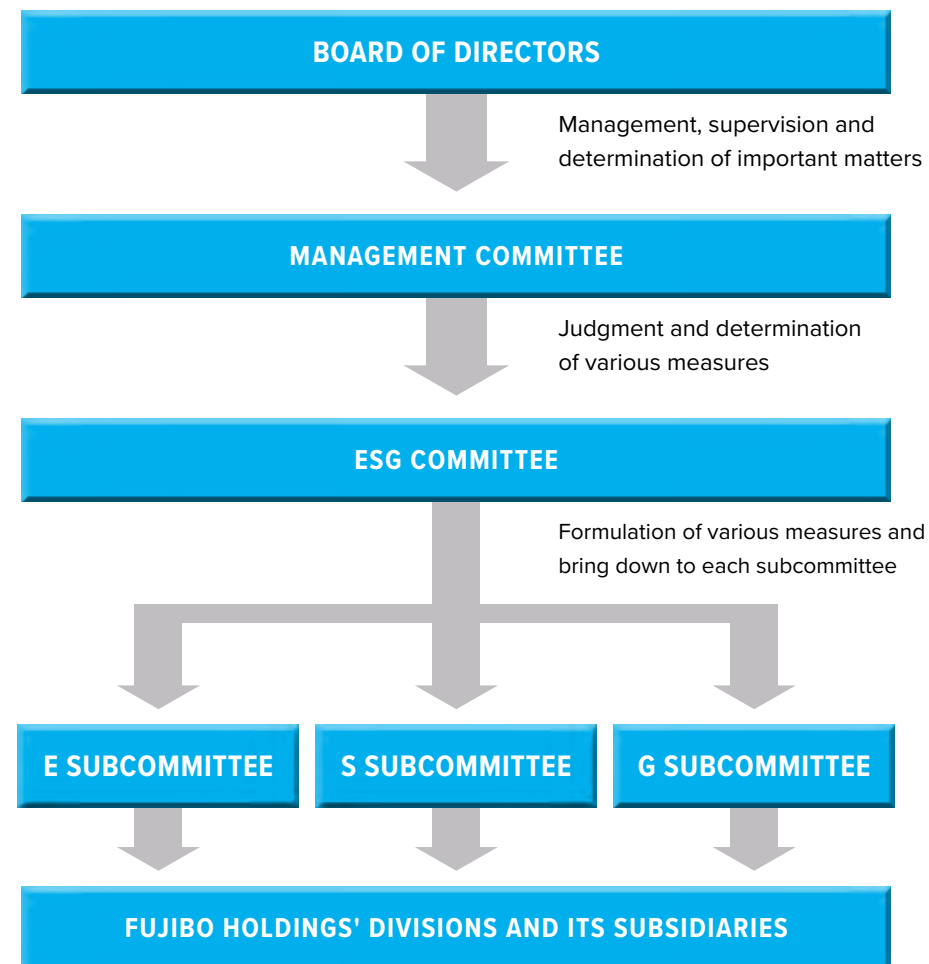 BOARD OF DIRECTORS
Management, supervision and
determination of important matters
MANAGEMENT COMMITTEE
Judgment and determination
of various measures
ESG COMMITTEE
Formulation of various measures and
bring down to each subcommittee
E SUBCOMMITTEE
S SUBCOMMITTEE
G SUBCOMMITTEE
FUJIBO HOLDINGS' DIVISIONS AND ITS SUBSIDIARIES